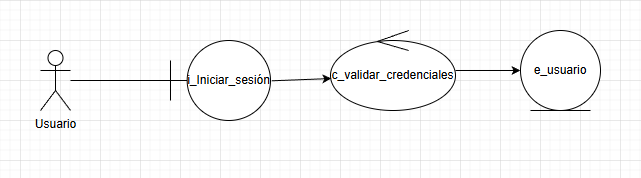 i_Iniciar_sesión
c_validar_credenciales
e_usuario
Usuario